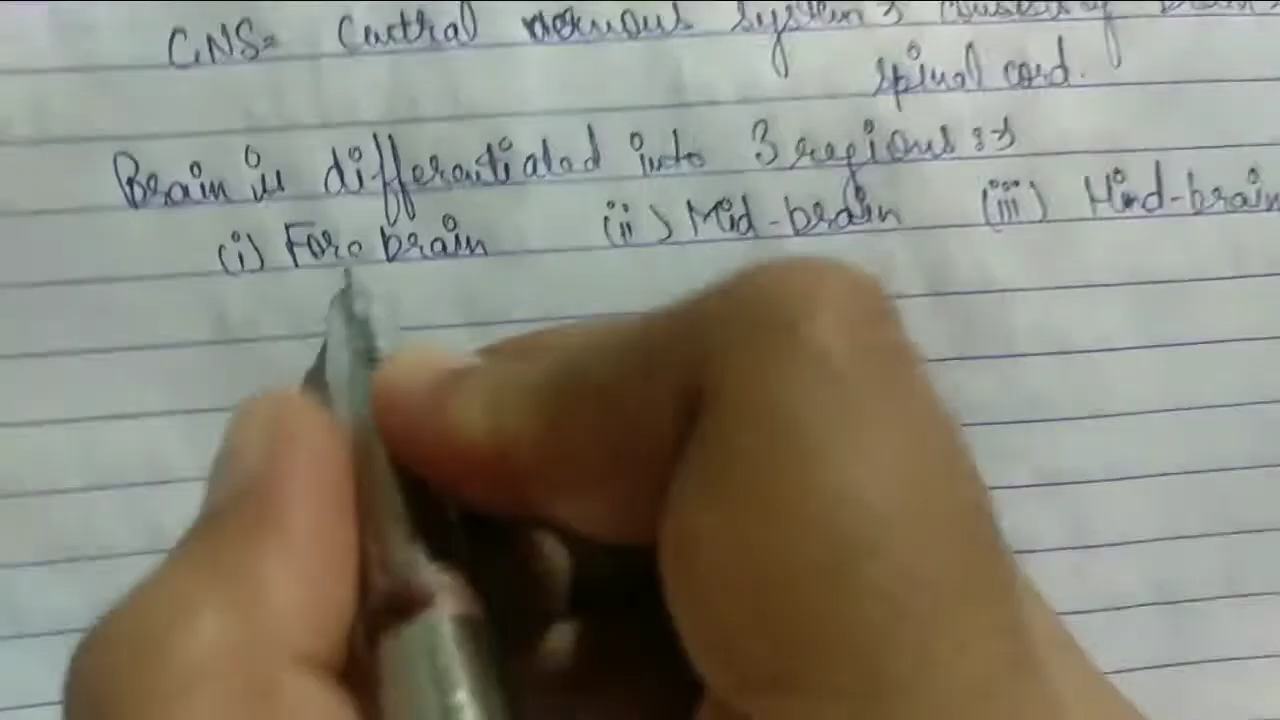 CNS= Central nervous system's consist of brain &
spinal cord.
Brain is differentiated into 3 regions :→
(i) Fore brain (ii) Mid-brain (iii) Hind-brain